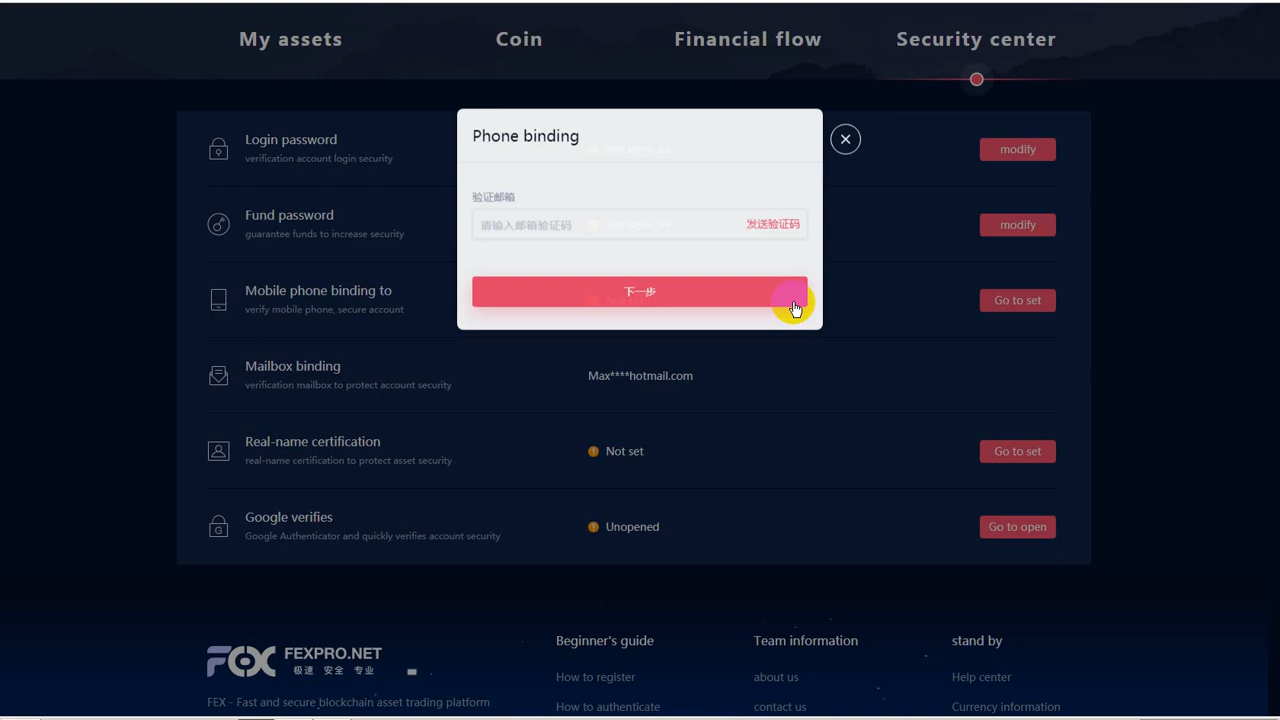 My assets
Coin
Financial flow
Security center
Phone binding
验证邮箱
请输入邮箱验证码
发送验证码
下一步
Login password
verification account login security
modify
Fund password
guarantee funds to increase security
modify
Mobile phone binding to
verify mobile phone, secure account
Go to set
Mailbox binding
verification mailbox to protect account security
Max****hotmail.com
Real-name certification
real-name certification to protect asset security
Not set
Go to set
Google verifies
Google Authenticator and quickly verifies account security
Unopened
Go to open
G
FEX
FEXPRO.NET
极速 安全 专业
FEX - Fast and secure blockchain asset trading platform
Beginner's guide
How to register
How to authenticate
Team information
about us
contact us
stand by
Help center
Currency information